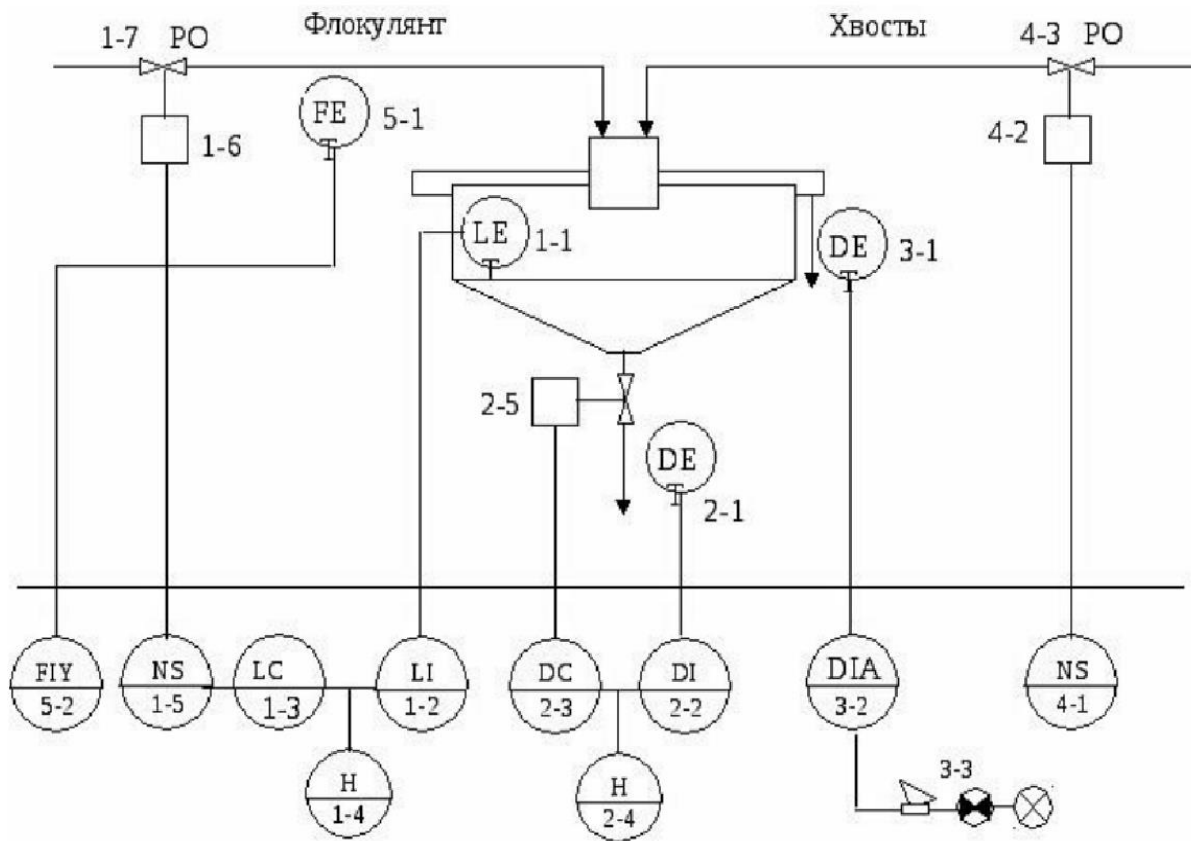 Флокулянт
Хвосты
1-7 РО
4-3 РО
FE
5-1
1-6
4-2
LE
1-1
DE
3-1
2-5
DE
2-1
FIY
5-2
NS
1-5
LC
1-3
LI
1-2
DC
2-3
DI
2-2
DIA
3-2
NS
4-1
H
1-4
H
2-4
3-3